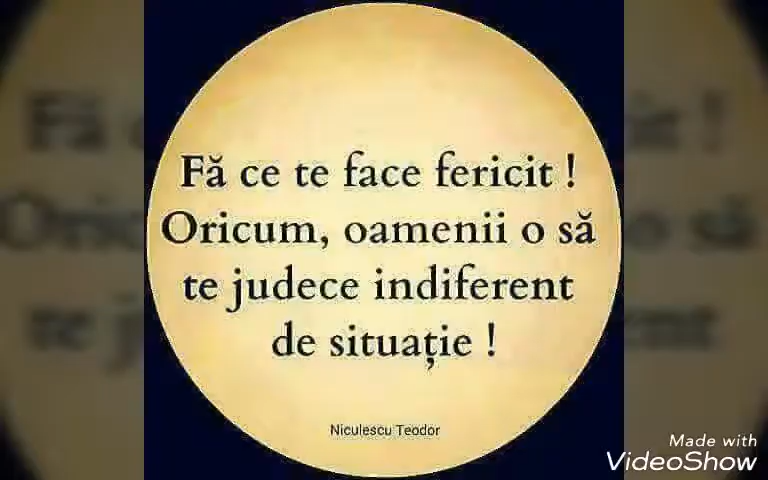 Fă ce te face fericit !
Oricum, oamenii o să
te judece indiferent
de situație !
Niculescu Teodor
Made with
VideoShow